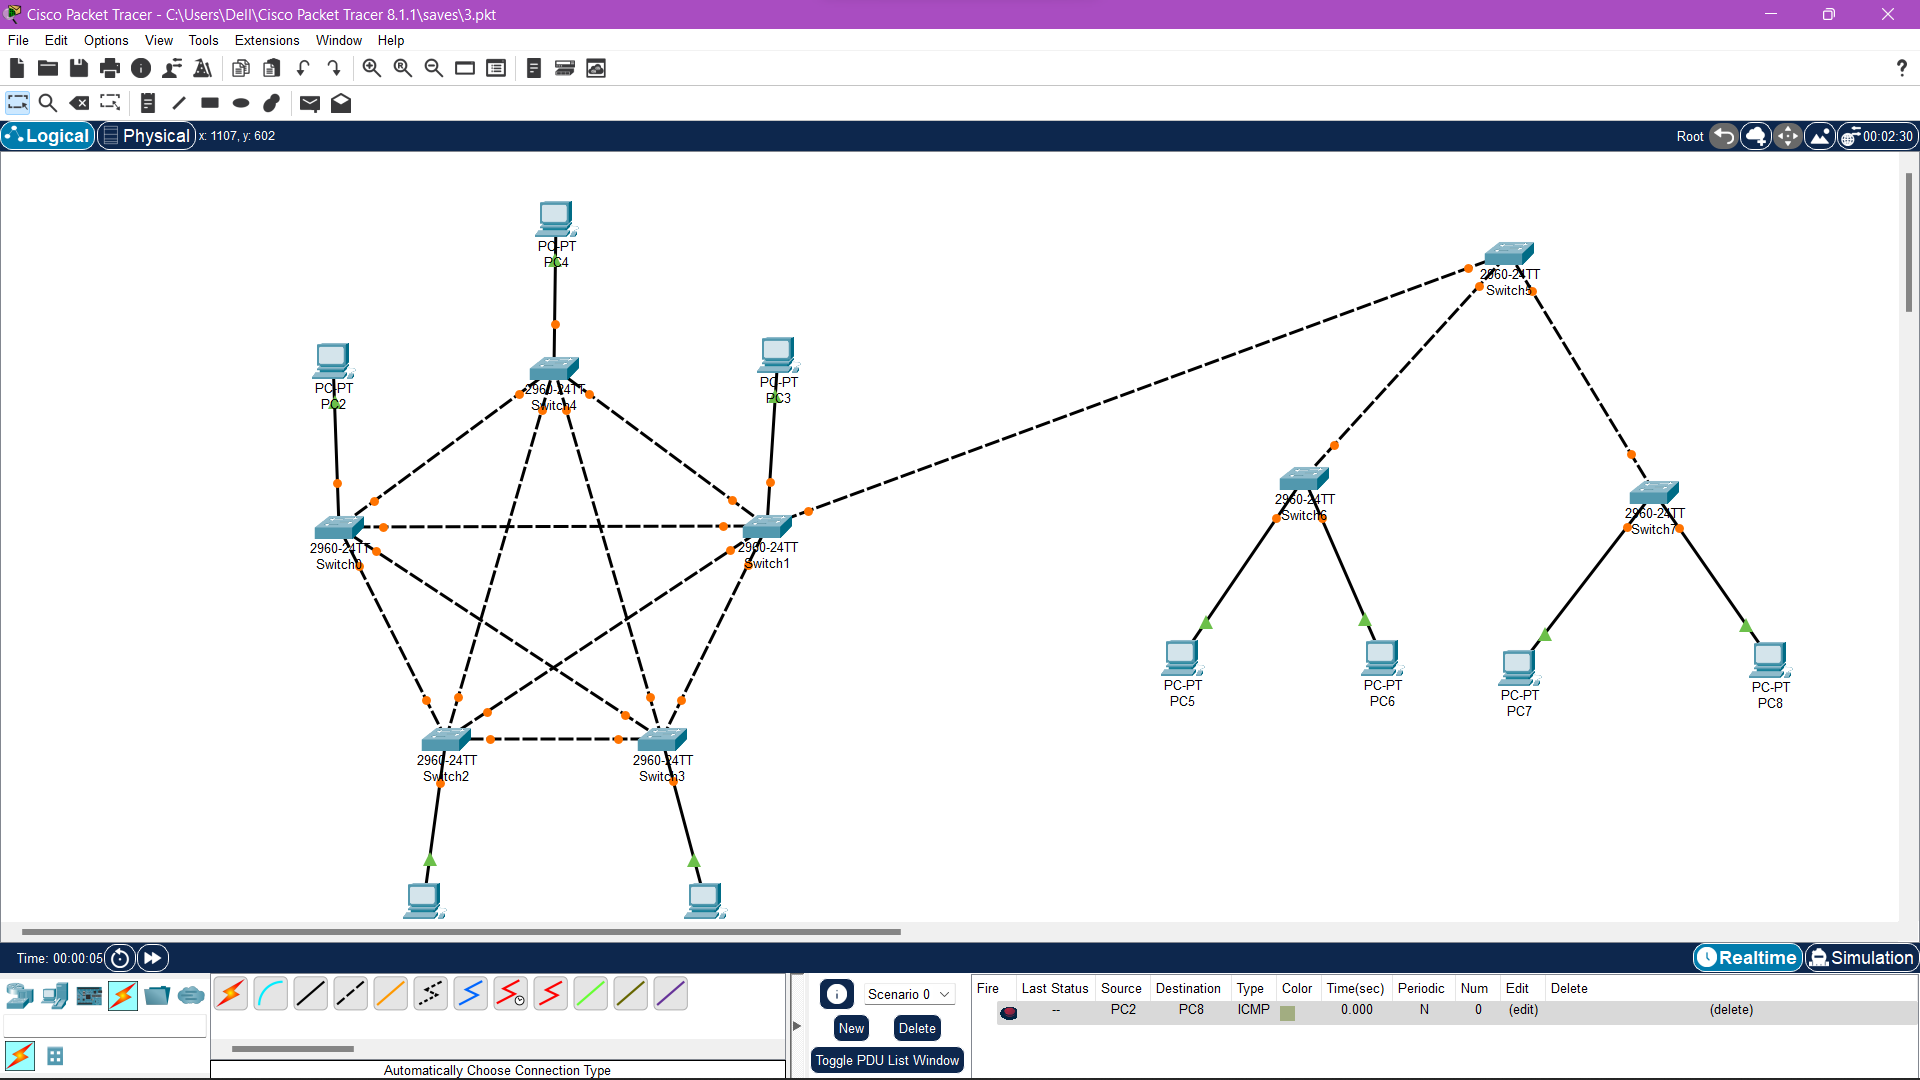 Cisco Packet Tracer - C:\Users\Dell\Cisco Packet Tracer 8.1.1\saves\3.pkt
File Edit Options View Tools Extensions Window Help
?
Logical Physical x: 1107, y: 602 Root 00:02:30
PC-PT
PC4
2960-24TT
Switch5
PC-PT
PC2
PC-PT
PC3
2960-24TT
Switch4
2960-24TT
Switch0
2960-24TT
Switch1
2960-24TT
Switch6
2960-24TT
Switch7
PC-PT
PC5
PC-PT
PC6
PC-PT
PC7
PC-PT
PC8
2960-24TT
Switch2
2960-24TT
Switch3
Time: 00:00:05 Realtime Simulation
Scenario 0
New Delete
Toggle PDU List Window
Fire Last Status Source Destination Type Color Time(sec) Periodic Num Edit Delete
-- PC2 PC8 ICMP 0.000 N 0 (edit) (delete)
Automatically Choose Connection Type